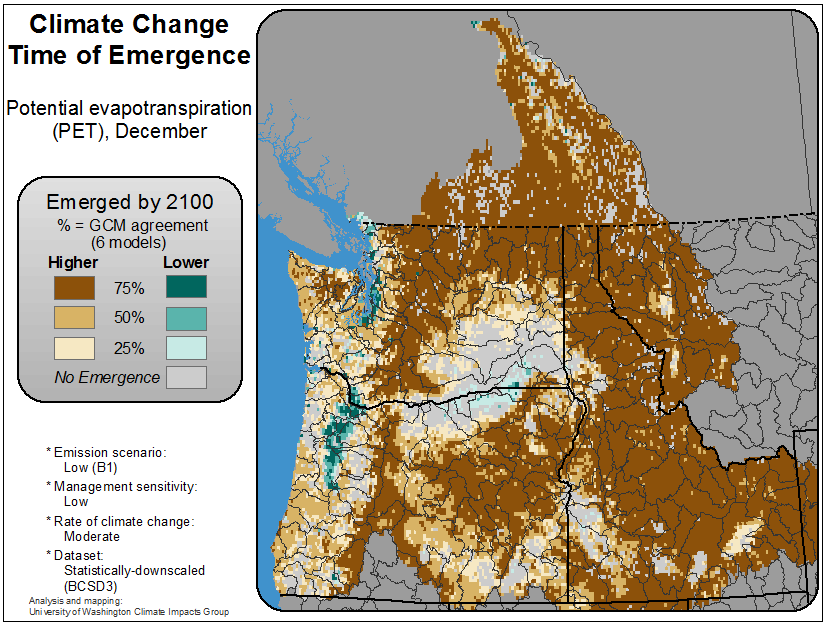 Climate Change
Time of Emergence
Potential evapotranspiration
(PET), December
Emerged by 2100
% = GCM agreement
(6 models)
Higher Lower
75%
50%
25%
No Emergence
* Emission scenario:
Low (B1)
* Management sensitivity:
Low
* Rate of climate change:
Moderate
* Dataset:
Statistically-downscaled
(BCSD3)
Analysis and mapping:
University of Washington Climate Impacts Group